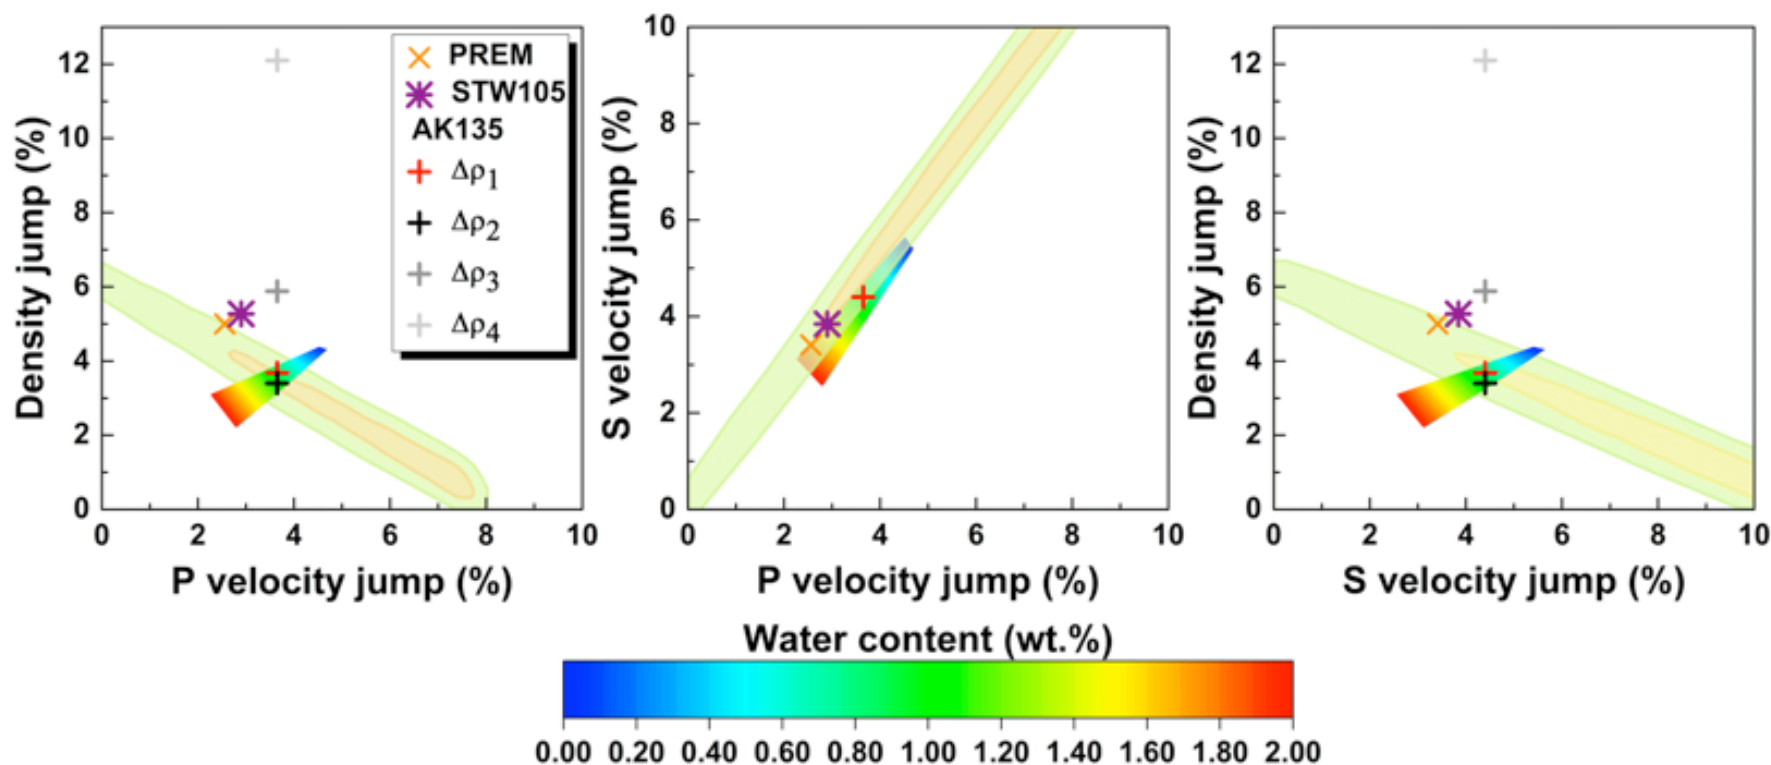 Density jump (%)
12
10
8
6
4
2
0
0 2 4 6 8 10
P velocity jump (%)
PREM
STW105
AK135
Δρ1
Δρ2
Δρ3
Δρ4
S velocity jump (%)
10
8
6
4
2
0
0 2 4 6 8 10
P velocity jump (%)
Density jump (%)
12
10
8
6
4
2
0
0 2 4 6 8 10
S velocity jump (%)
Water content (wt.%)
0.00 0.20 0.40 0.60 0.80 1.00 1.20 1.40 1.60 1.80 2.00